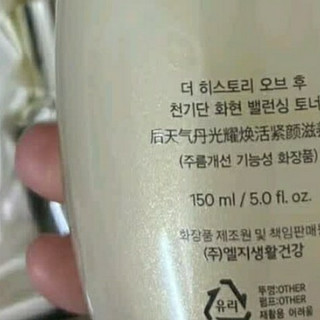 더 히스토리 오브 후
천기단 화현 밸런싱 토너
后天气丹光耀焕活紧颜滋
(주름개선 기능성 화장품)
150 ml / 5.0 fl. oz.
화장품 제조원 및 책임판매
(주)엘지생활건강
유리
뚜껑:OTHER
펌프:OTHER
재활용 어려움